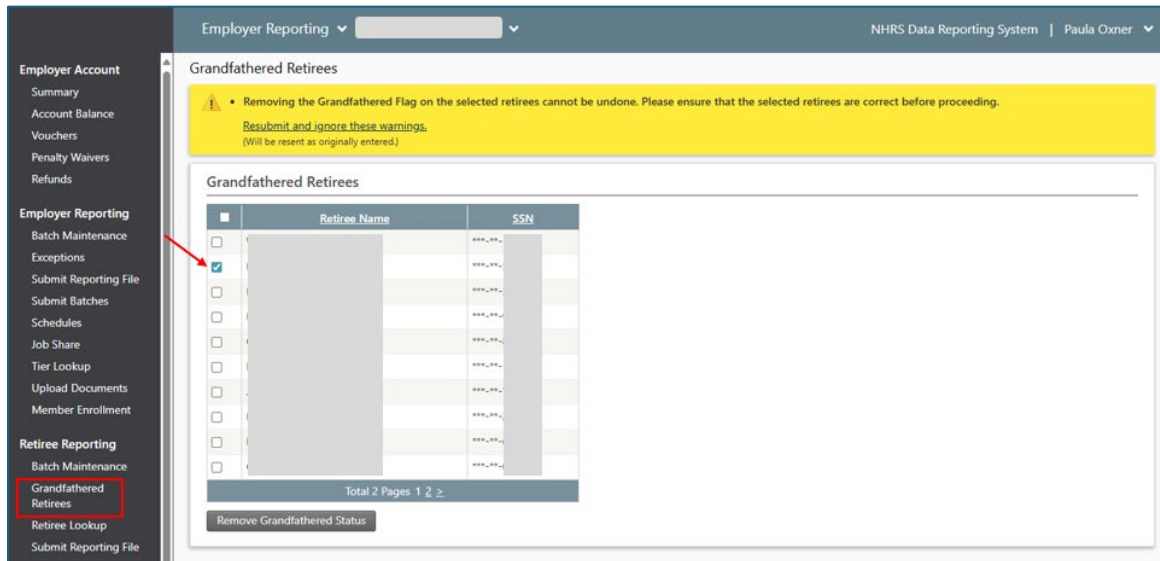 Employer Reporting
NHRS Data Reporting System | Paula Oxner
Employer Account
Summary
Account Balance
Vouchers
Penalty Waivers
Refunds
Employer Reporting
Batch Maintenance
Exceptions
Submit Reporting File
Submit Batches
Schedules
Job Share
Tier Lookup
Upload Documents
Member Enrollment
Retiree Reporting
Batch Maintenance
Grandfathered
Retirees
Retiree Lookup
Submit Reporting File
Grandfathered Retirees
• Removing the Grandfathered Flag on the selected retirees cannot be undone. Please ensure that the selected retirees are correct before proceeding.
Resubmit and ignore these warnings.
(Will be resent as originally entered.)
Grandfathered Retirees
Retiree Name SSN
***-**-
***-**-
***-**-
***-**-
***-**-
***-**-
***-**-
***-**-
***-**-
***-**-
Total 2 Pages 1 2 >
Remove Grandfathered Status